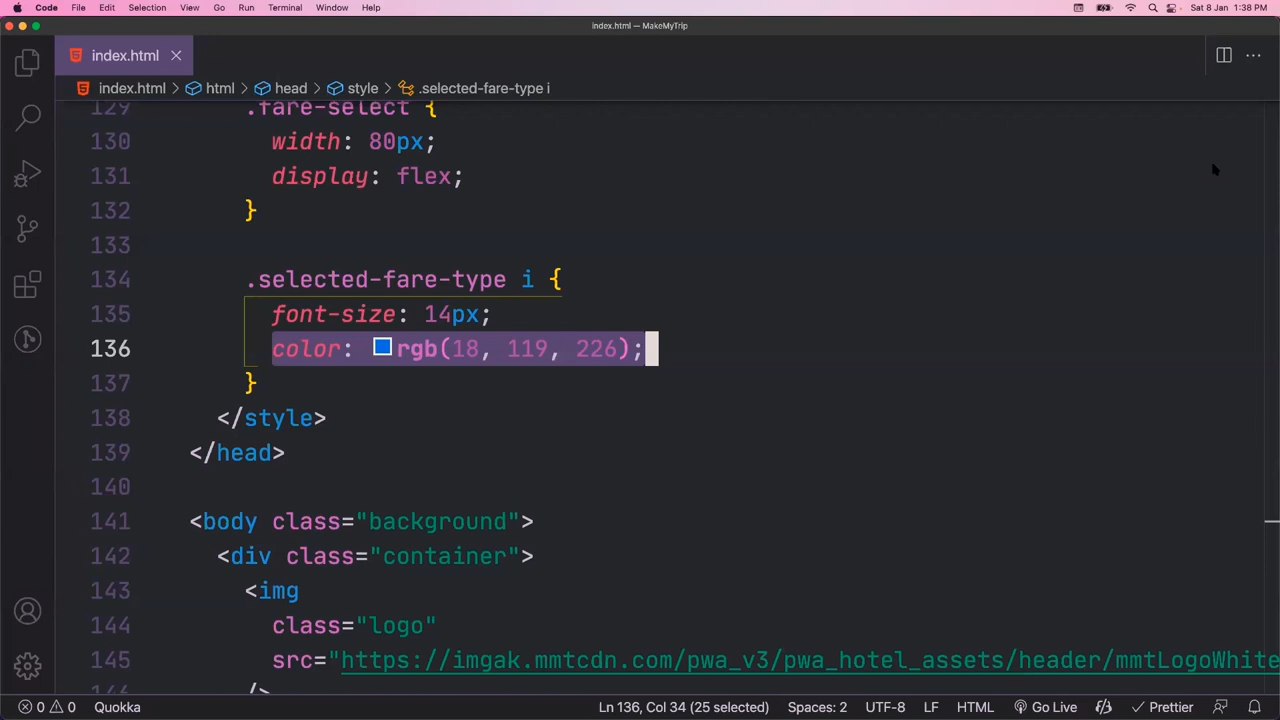 Code File Edit Selection View Go Run Terminal Window Help Sat 8 Jan 1:38 PM
index.html — MakeMyTrip
index.html
index.html > html > head > style > .selected-fare-type i
129 .fare-select {
130 width: 80px;
131 display: flex;
132 }
133
134 .selected-fare-type i {
135 font-size: 14px;
136 color: rgb(18, 119, 226);
137 }
138 </style>
139 </head>
140
141 <body class="background">
142 <div class="container">
143 <img
144 class="logo"
145 src="https://imgak.mmtcdn.com/pwa_v3/pwa_hotel_assets/header/mmtLogoWhite
146 />
0 0 Quokka Ln 136, Col 34 (25 selected) Spaces: 2 UTF-8 LF HTML Go Live Prettier